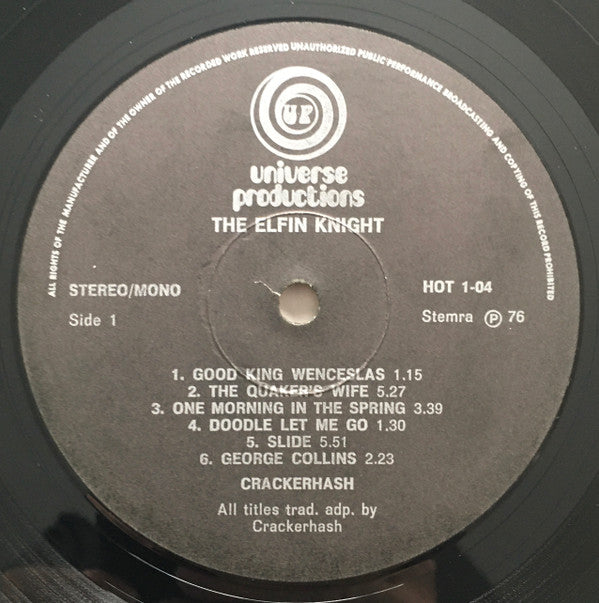 ALL RIGHTS OF THE MANUFACTURER AND OF THE OWNER OF THE RECORDED WORK RESERVED UNAUTHORIZED PUBLIC PERFORMANCE BROADCASTING AND COPYING OF THIS RECORD PROHIBITED
UP
universe
productions
THE ELFIN KNIGHT
STEREO/MONO
HOT 1-04
Side 1
Stemra Ⓟ 76
1. GOOD KING WENCESLAS 1.15
2. THE QUAKER'S WIFE 5.27
3. ONE MORNING IN THE SPRING 3.39
4. DOODLE LET ME GO 1.30
5. SLIDE 5.51
6. GEORGE COLLINS 2.23
CRACKERHASH
All titles trad. adp. by
Crackerhash